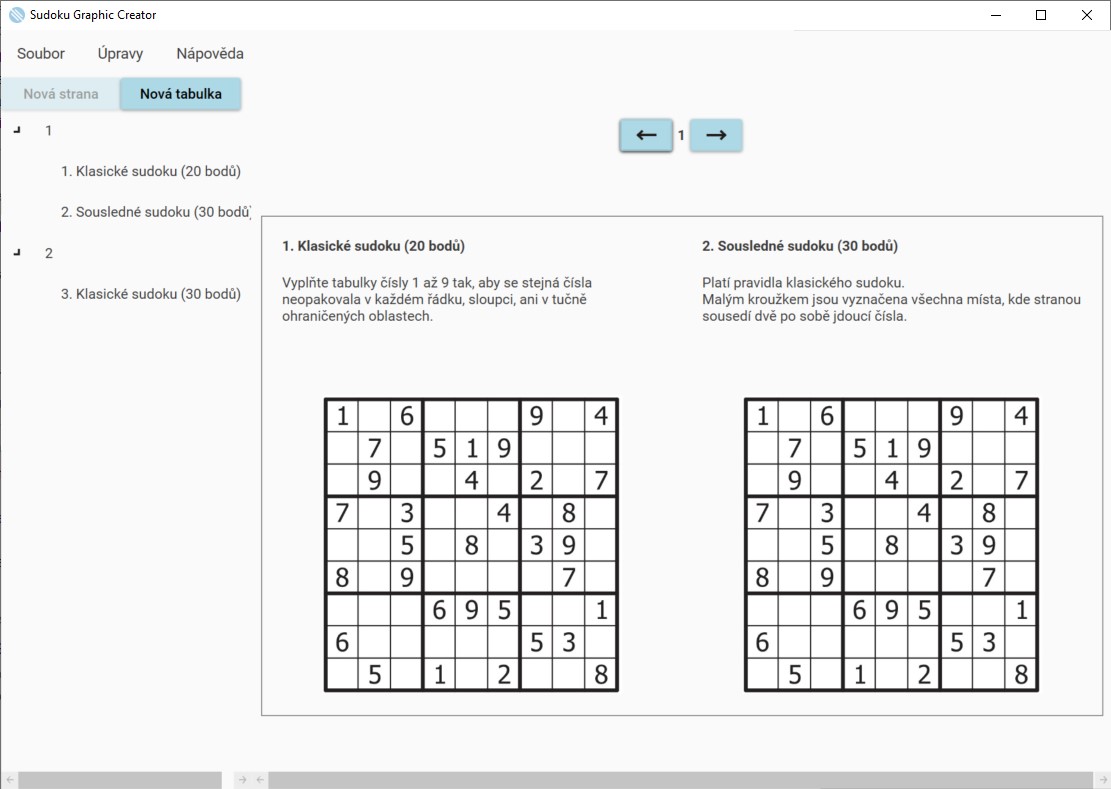 Sudoku Graphic Creator
Soubor Úpravy Nápověda
Nová strana Nová tabulka
1
1. Klasické sudoku (20 bodů)
2. Sousledné sudoku (30 bodů)
2
3. Klasické sudoku (30 bodů)
← 1 →
1. Klasické sudoku (20 bodů)
Vyplňte tabulky čísly 1 až 9 tak, aby se stejná čísla
neopakovala v každém řádku, sloupci, ani v tučně
ohraničených oblastech.
1 6 9 4
7 5 1 9
9 4 2 7
7 3 4 8
5 8 3 9
8 9 7
6 9 5 1
6 5 3
5 1 2 8
2. Sousledné sudoku (30 bodů)
Platí pravidla klasického sudoku.
Malým kroužkem jsou vyznačena všechna místa, kde stranou
sousedí dvě po sobě jdoucí čísla.
1 6 9 4
7 5 1 9
9 4 2 7
7 3 4 8
5 8 3 9
8 9 7
6 9 5 1
6 5 3
5 1 2 8